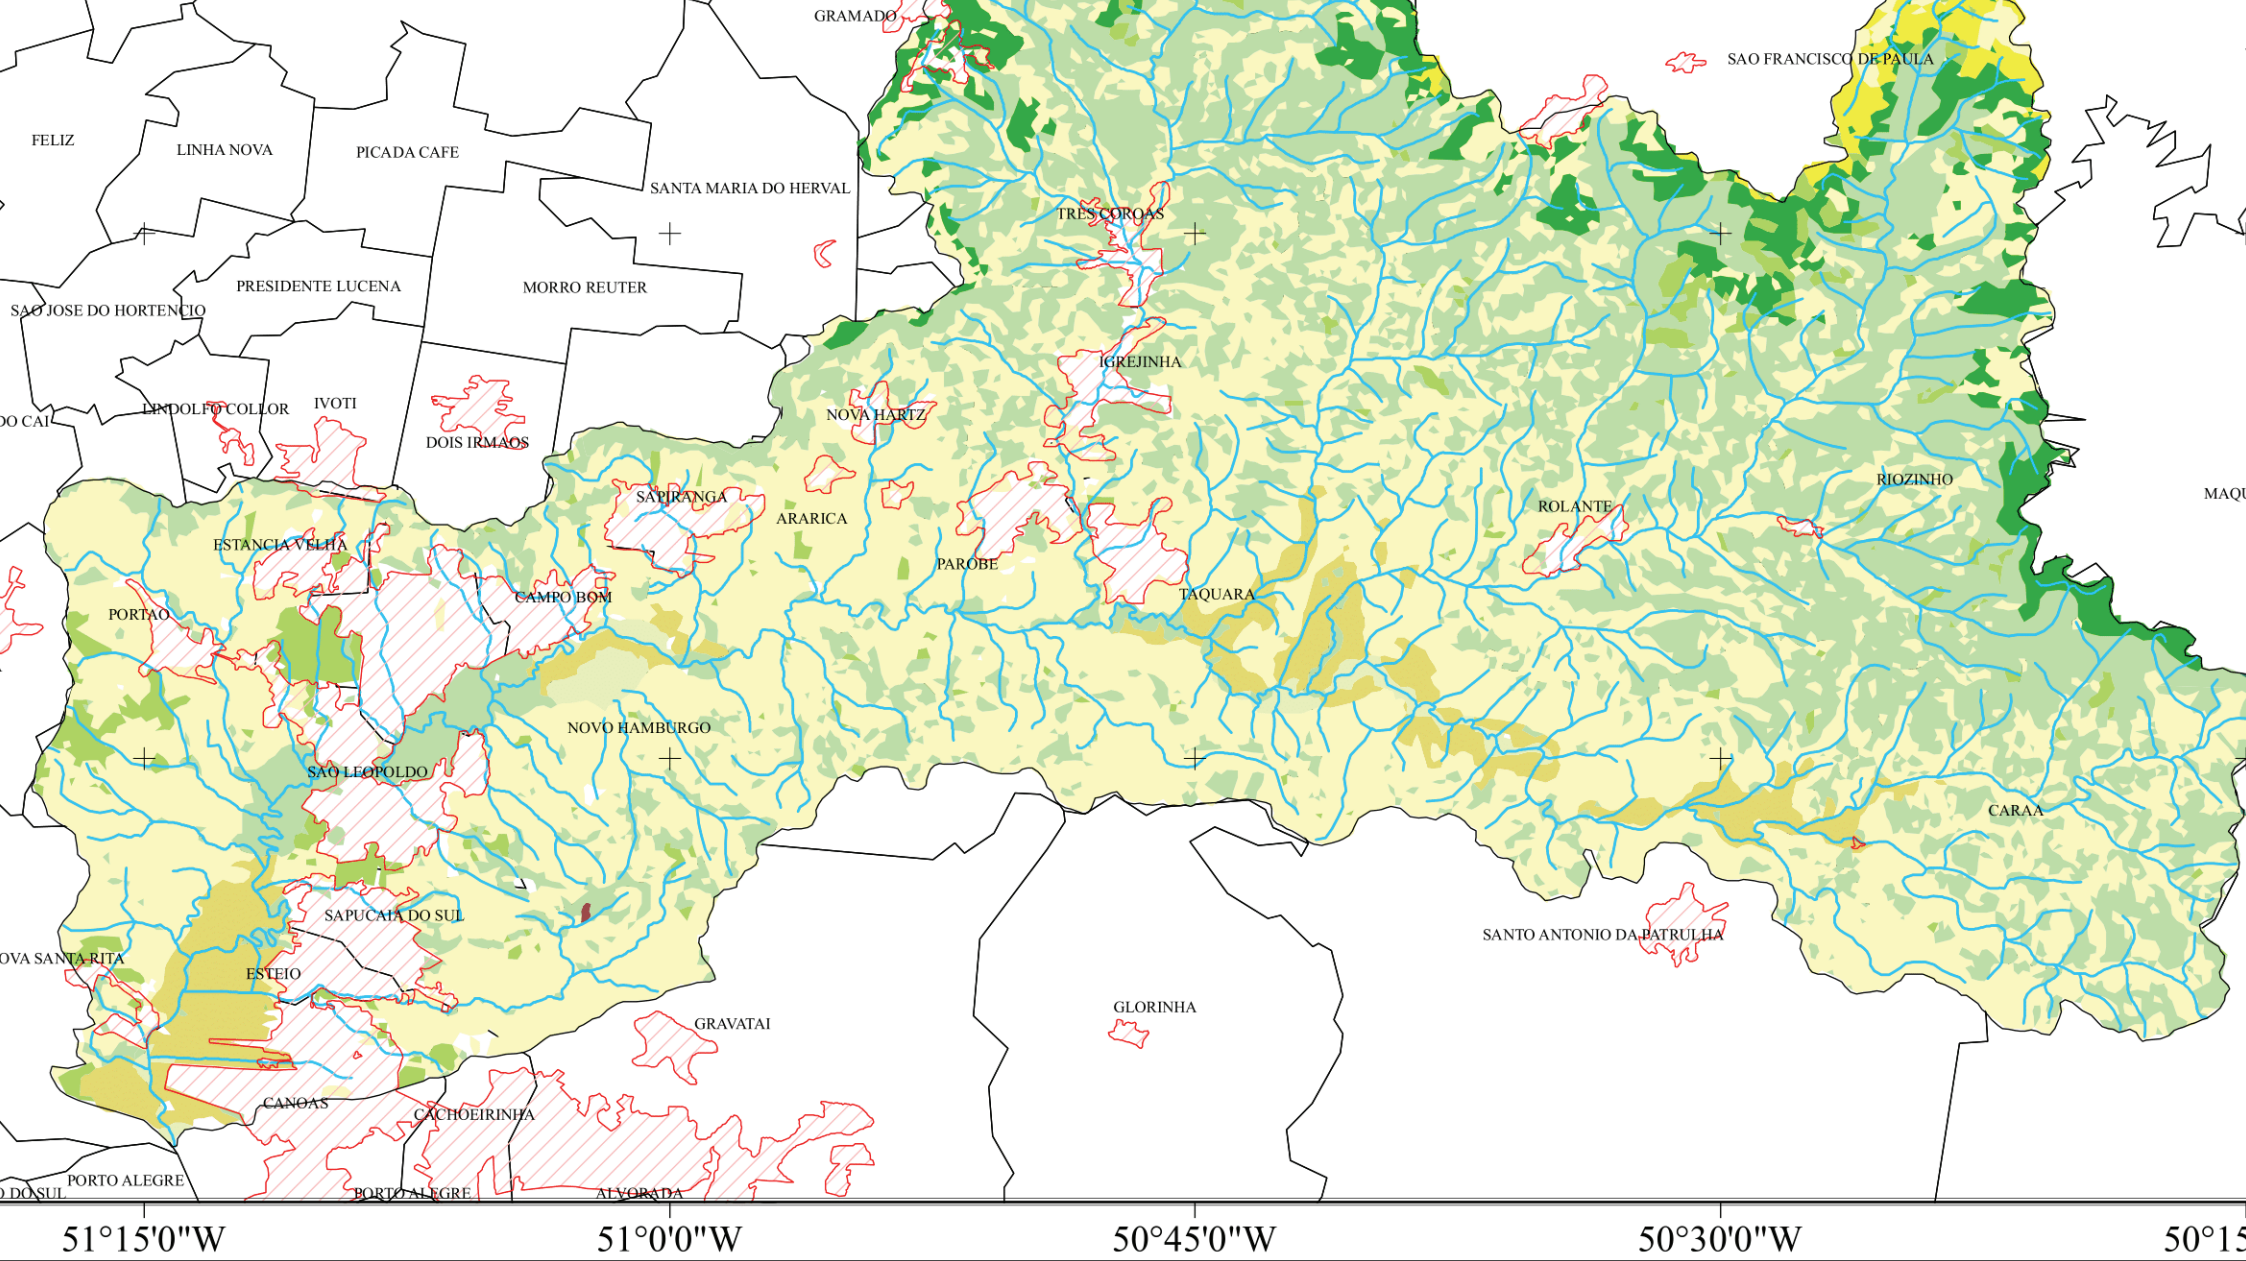 GRAMADO
SAO FRANCISCO DE PAULA
FELIZ
LINHA NOVA
PICADA CAFE
SANTA MARIA DO HERVAL
TRES COROAS
PRESIDENTE LUCENA
MORRO REUTER
SAO JOSE DO HORTENCIO
IGREJINHA
LINDOLFO COLLOR
IVOTI
NOVA HARTZ
DO CAI
DOIS IRMAOS
RIOZINHO
MAQU
SAPIRANGA
ROLANTE
ARARICA
ESTANCIA VELHA
PAROBE
CAMPO BOM
TAQUARA
PORTAO
NOVO HAMBURGO
SAO LEOPOLDO
CARAA
SAPUCAIA DO SUL
SANTO ANTONIO DA PATRULHA
OVA SANTA RITA
ESTEIO
GLORINHA
GRAVATAI
CANOAS
CACHOEIRINHA
PORTO ALEGRE
O DO SUL
PORTO ALEGRE
ALVORADA
51°15'0"W
51°0'0"W
50°45'0"W
50°30'0"W
50°15